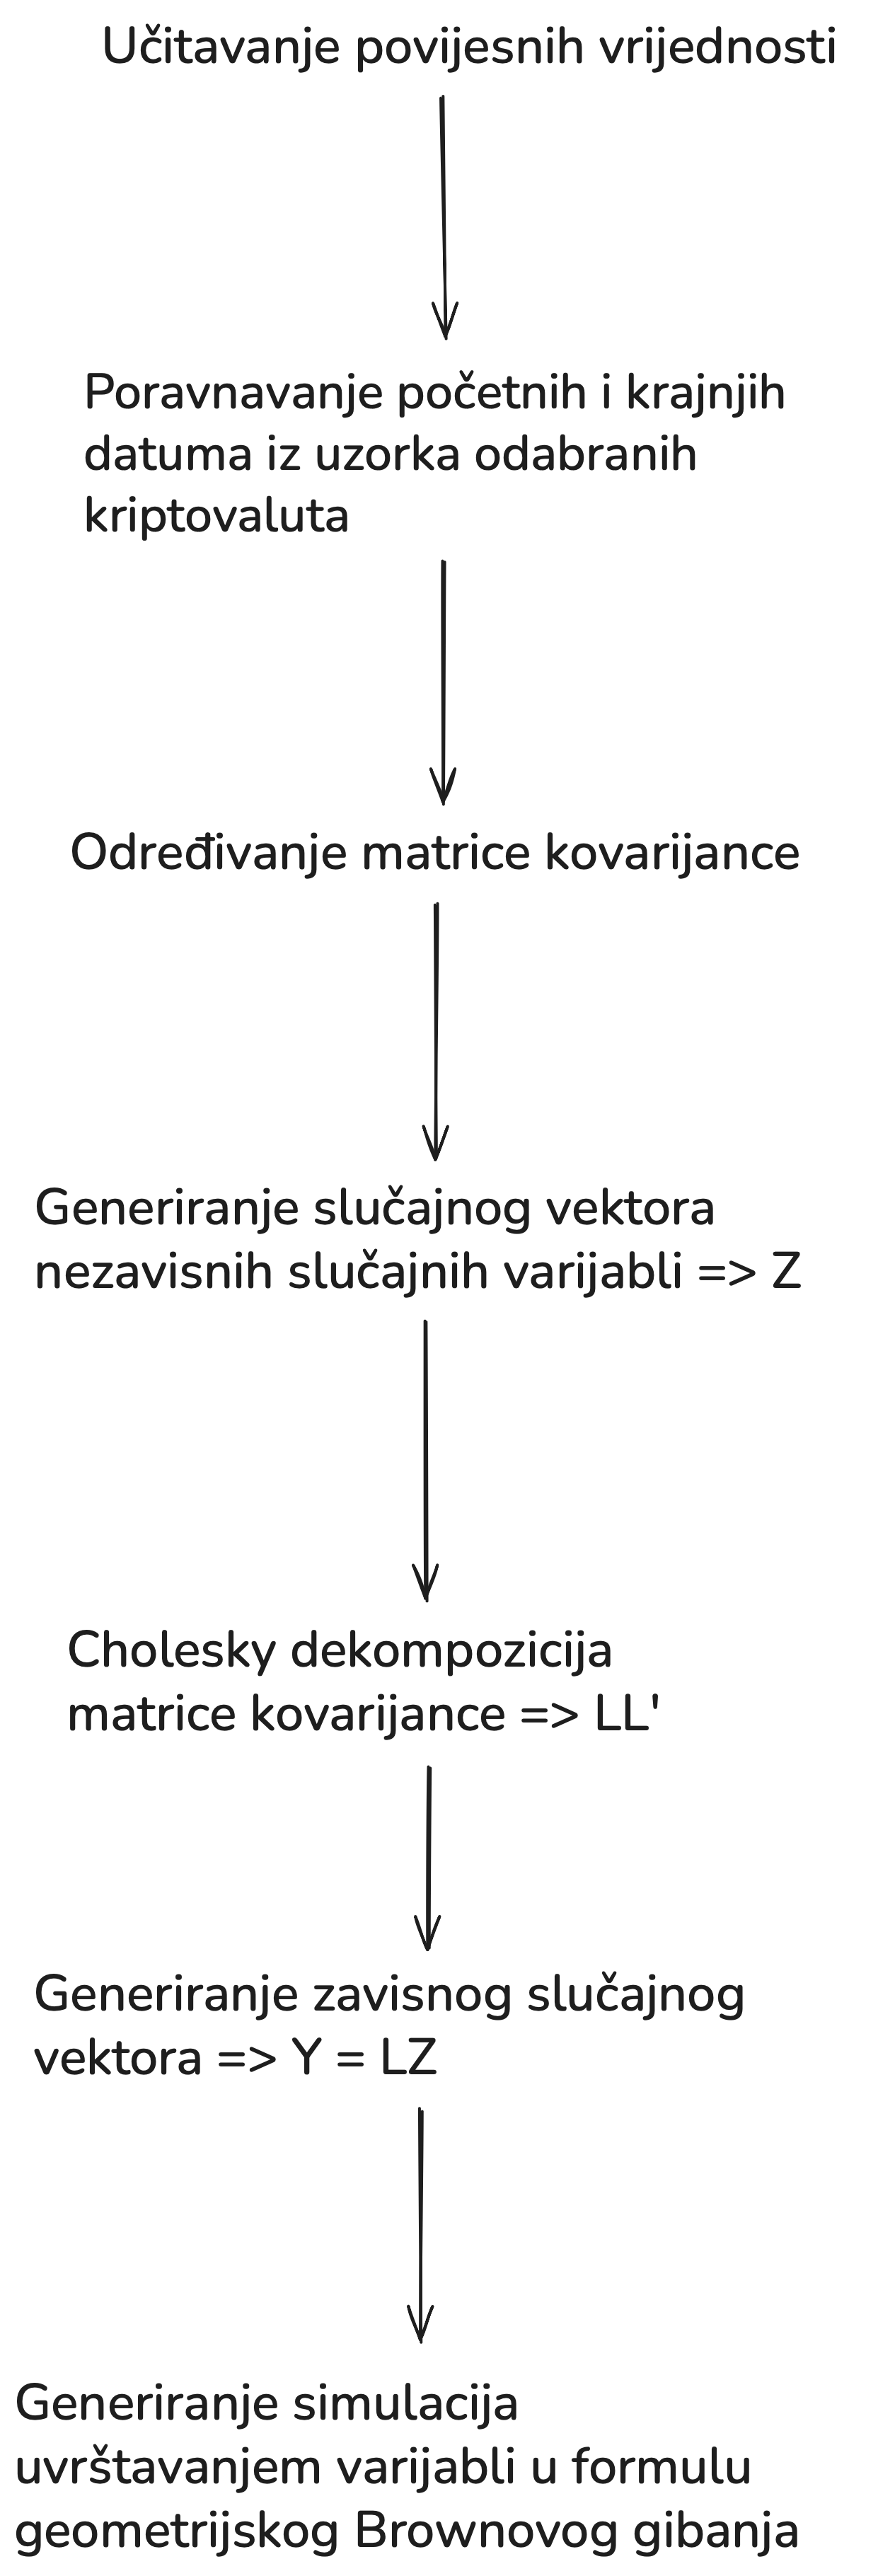 Učitavanje povijesnih vrijednosti
Poravnavanje početnih i krajnjih
datuma iz uzorka odabranih
kriptovaluta
Određivanje matrice kovarijance
Generiranje slučajnog vektora
nezavisnih slučajnih varijabli => Z
Cholesky dekompozicija
matrice kovarijance => LL'
Generiranje zavisnog slučajnog
vektora => Y = LZ
Generiranje simulacija
uvrštavanjem varijabli u formulu
geometrijskog Brownovog gibanja